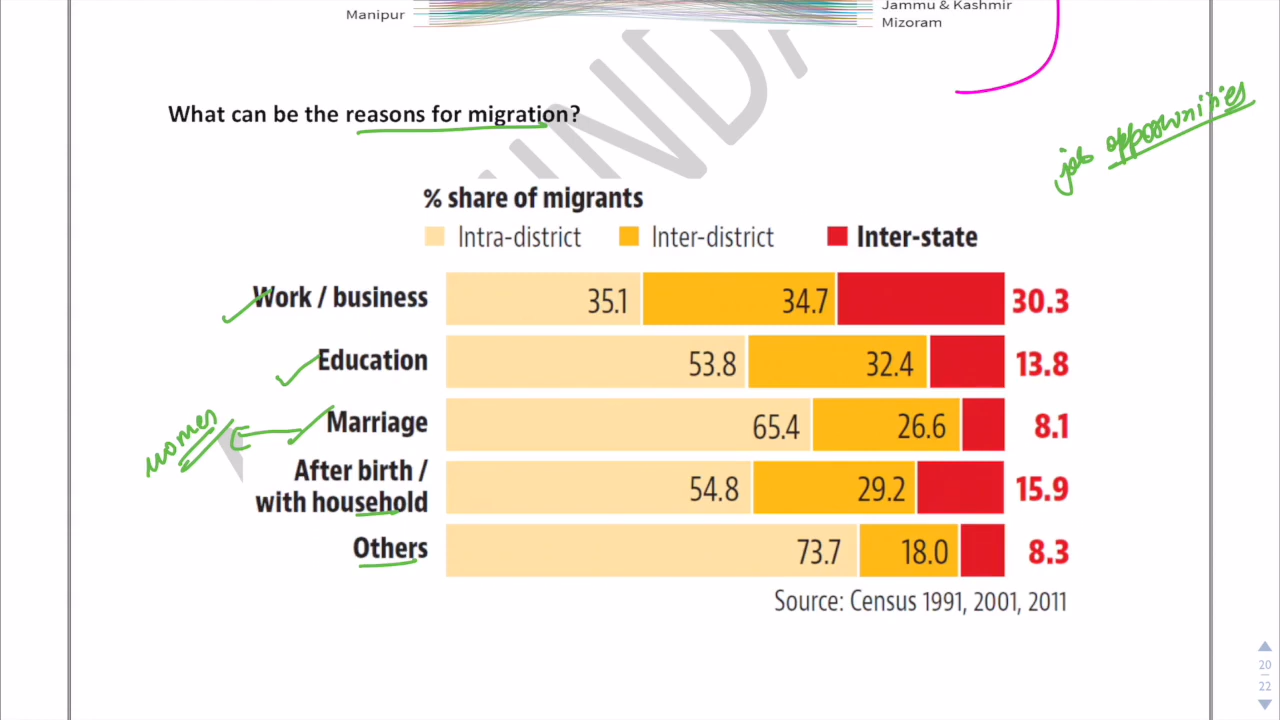 Manipur
Jammu & Kashmir
Mizoram
What can be the reasons for migration?
job opportunities
% share of migrants
Intra-district Inter-district Inter-state
Work / business 35.1 34.7 30.3
Education 53.8 32.4 13.8
Marriage 65.4 26.6 8.1
women
After birth /
with household 54.8 29.2 15.9
Others 73.7 18.0 8.3
Source: Census 1991, 2001, 2011
20
22